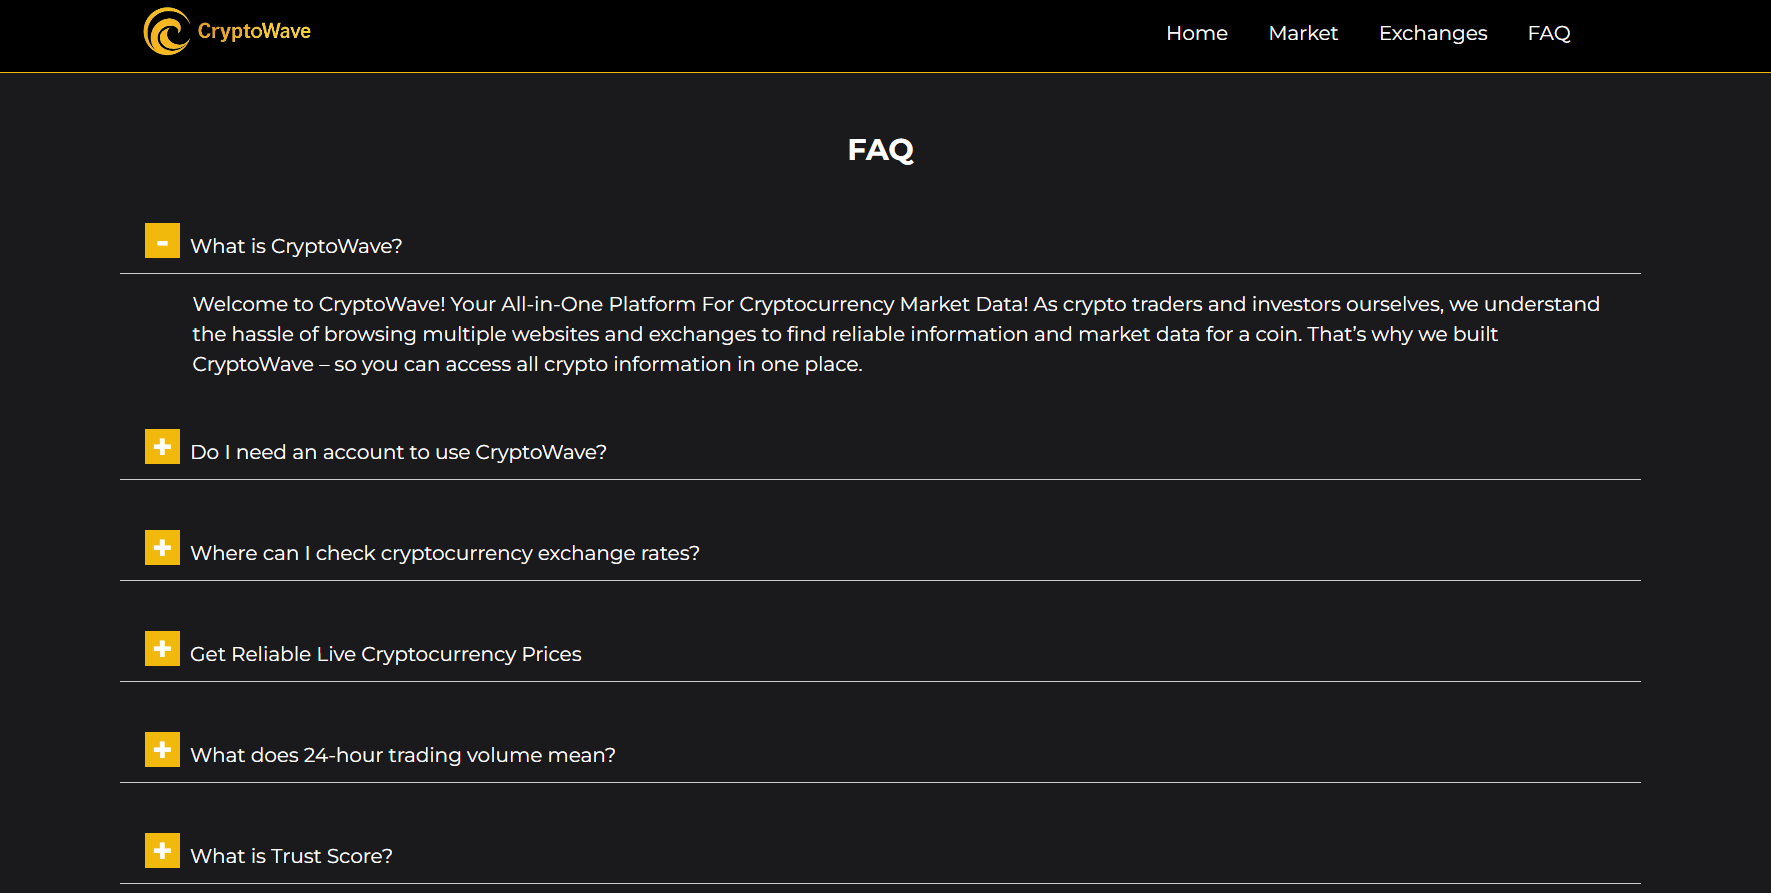 CryptoWave
Home Market Exchanges FAQ
FAQ
- What is CryptoWave?
Welcome to CryptoWave! Your All-in-One Platform For Cryptocurrency Market Data! As crypto traders and investors ourselves, we understand
the hassle of browsing multiple websites and exchanges to find reliable information and market data for a coin. That’s why we built
CryptoWave – so you can access all crypto information in one place.
+ Do I need an account to use CryptoWave?
+ Where can I check cryptocurrency exchange rates?
+ Get Reliable Live Cryptocurrency Prices
+ What does 24-hour trading volume mean?
+ What is Trust Score?